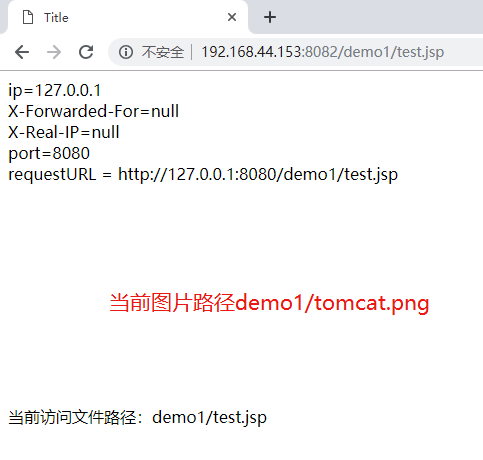 Title
不安全
192.168.44.153:8082/demo1/test.jsp
ip=127.0.0.1
X-Forwarded-For=null
X-Real-IP=null
port=8080
requestURL = http://127.0.0.1:8080/demo1/test.jsp
当前图片路径demo1/tomcat.png
当前访问文件路径：demo1/test.jsp